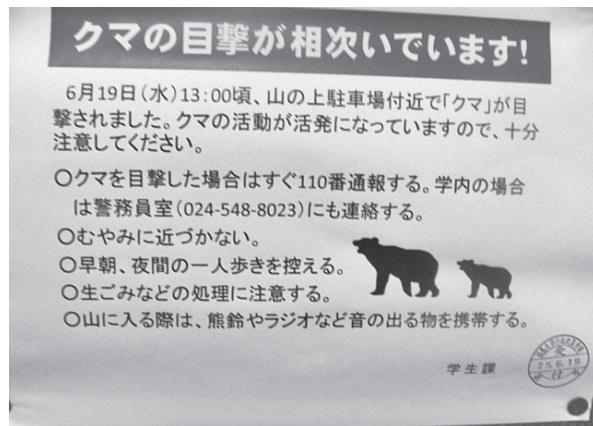 クマの目撃が相次いでいます!
6月19日(水)13:00頃、山の上駐車場付近で「クマ」が目
撃されました。クマの活動が活発になっていますので、十分
注意してください。
○クマを目撃した場合はすぐ110番通報する。学内の場合
は警務員室(024-548-8023)にも連絡する。
○むやみに近づかない。
○早朝、夜間の一人歩きを控える。
○生ごみなどの処理に注意する。
○山に入る際は、熊鈴やラジオなど音の出る物を携帯する。
学生課
25.6.19